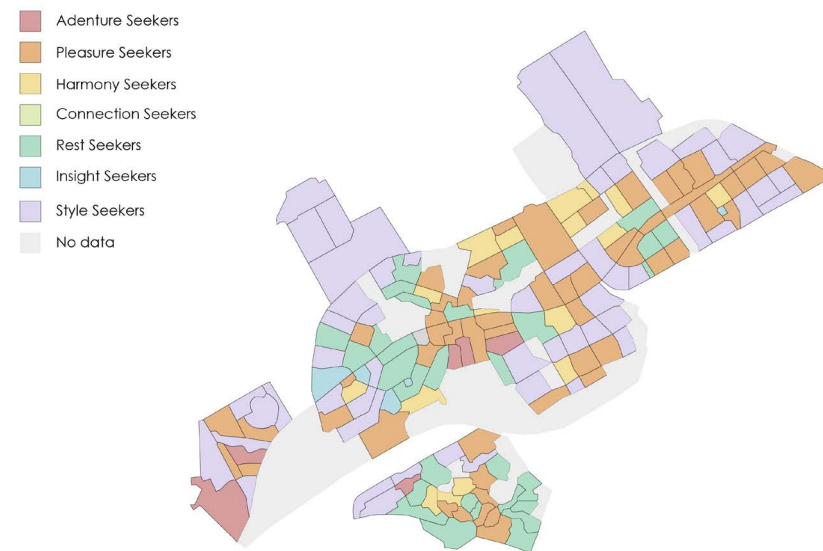 Adenture Seekers
Pleasure Seekers
Harmony Seekers
Connection Seekers
Rest Seekers
Insight Seekers
Style Seekers
No data